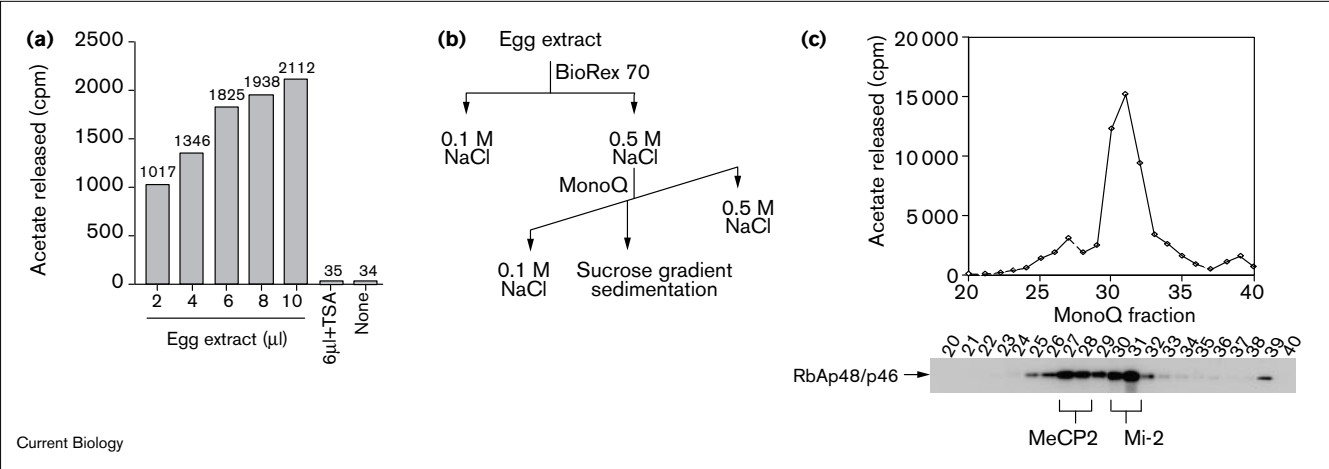 (a)
Acetate released (cpm)
2500
2000
1500
1000
500
0
1017
1346
1825
1938
2112
35
34
2
4
6
8
10
6µl+TSA
None
Egg extract (µl)
(b)
Egg extract
BioRex 70
0.1 M
NaCl
0.5 M
NaCl
MonoQ
0.5 M
NaCl
0.1 M
NaCl
Sucrose gradient
sedimentation
(c)
Acetate released (cpm)
20 000
15 000
10 000
5 000
0
20 25 30 35 40
MonoQ fraction
20 21 22 23 24 25 26 27 28 29 30 31 32 33 34 35 36 37 38 39 40
RbAp48/p46
MeCP2 Mi-2
Current Biology